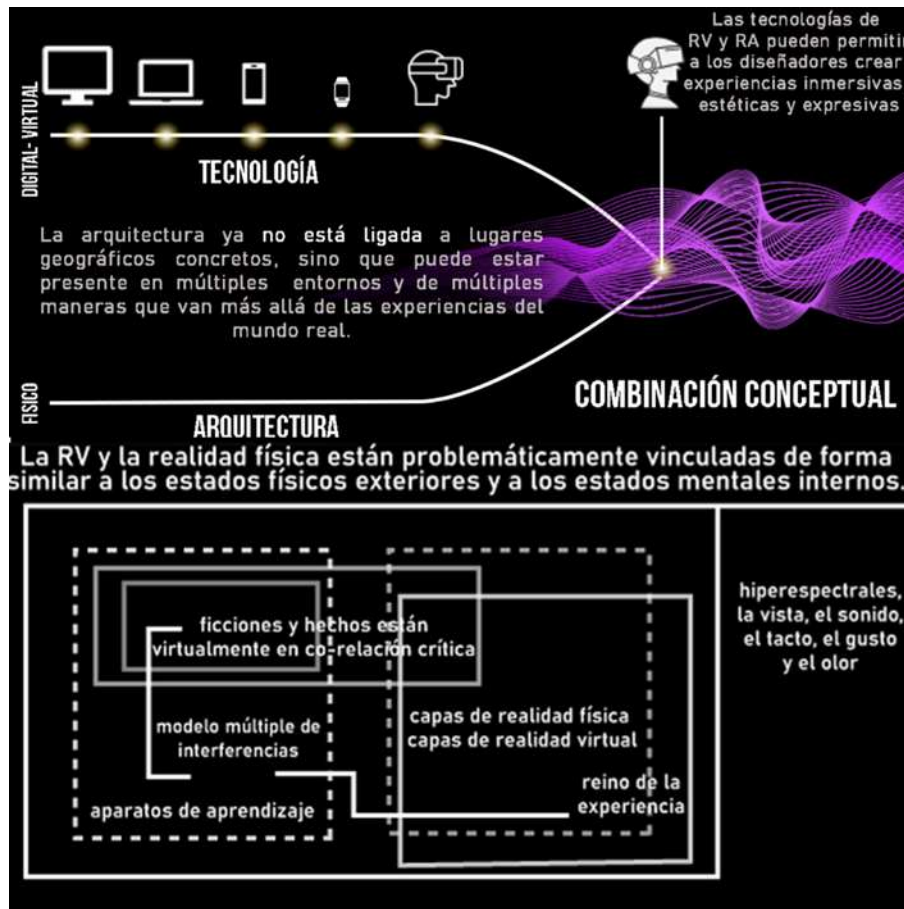 Las tecnologías de
RV y RA pueden permitir
a los diseñadores crear
experiencias inmersivas
estéticas y expresivas
DIGITAL- VIRTUAL
TECNOLOGÍA
La arquitectura ya no está ligada a lugares
geográficos concretos, sino que puede estar
presente en múltiples entornos y de múltiples
maneras que van más allá de las experiencias del
mundo real.
FISICO
ARQUITECTURA
COMBINACIÓN CONCEPTUAL
La RV y la realidad física están problemáticamente vinculadas de forma
similar a los estados físicos exteriores y a los estados mentales internos.
ficciones y hechos están
virtualmente en co-relación crítica
modelo múltiple de
interferencias
aparatos de aprendizaje
capas de realidad física
capas de realidad virtual
reino de la
experiencia
hiperespectrales,
la vista, el sonido,
el tacto, el gusto
y el olor